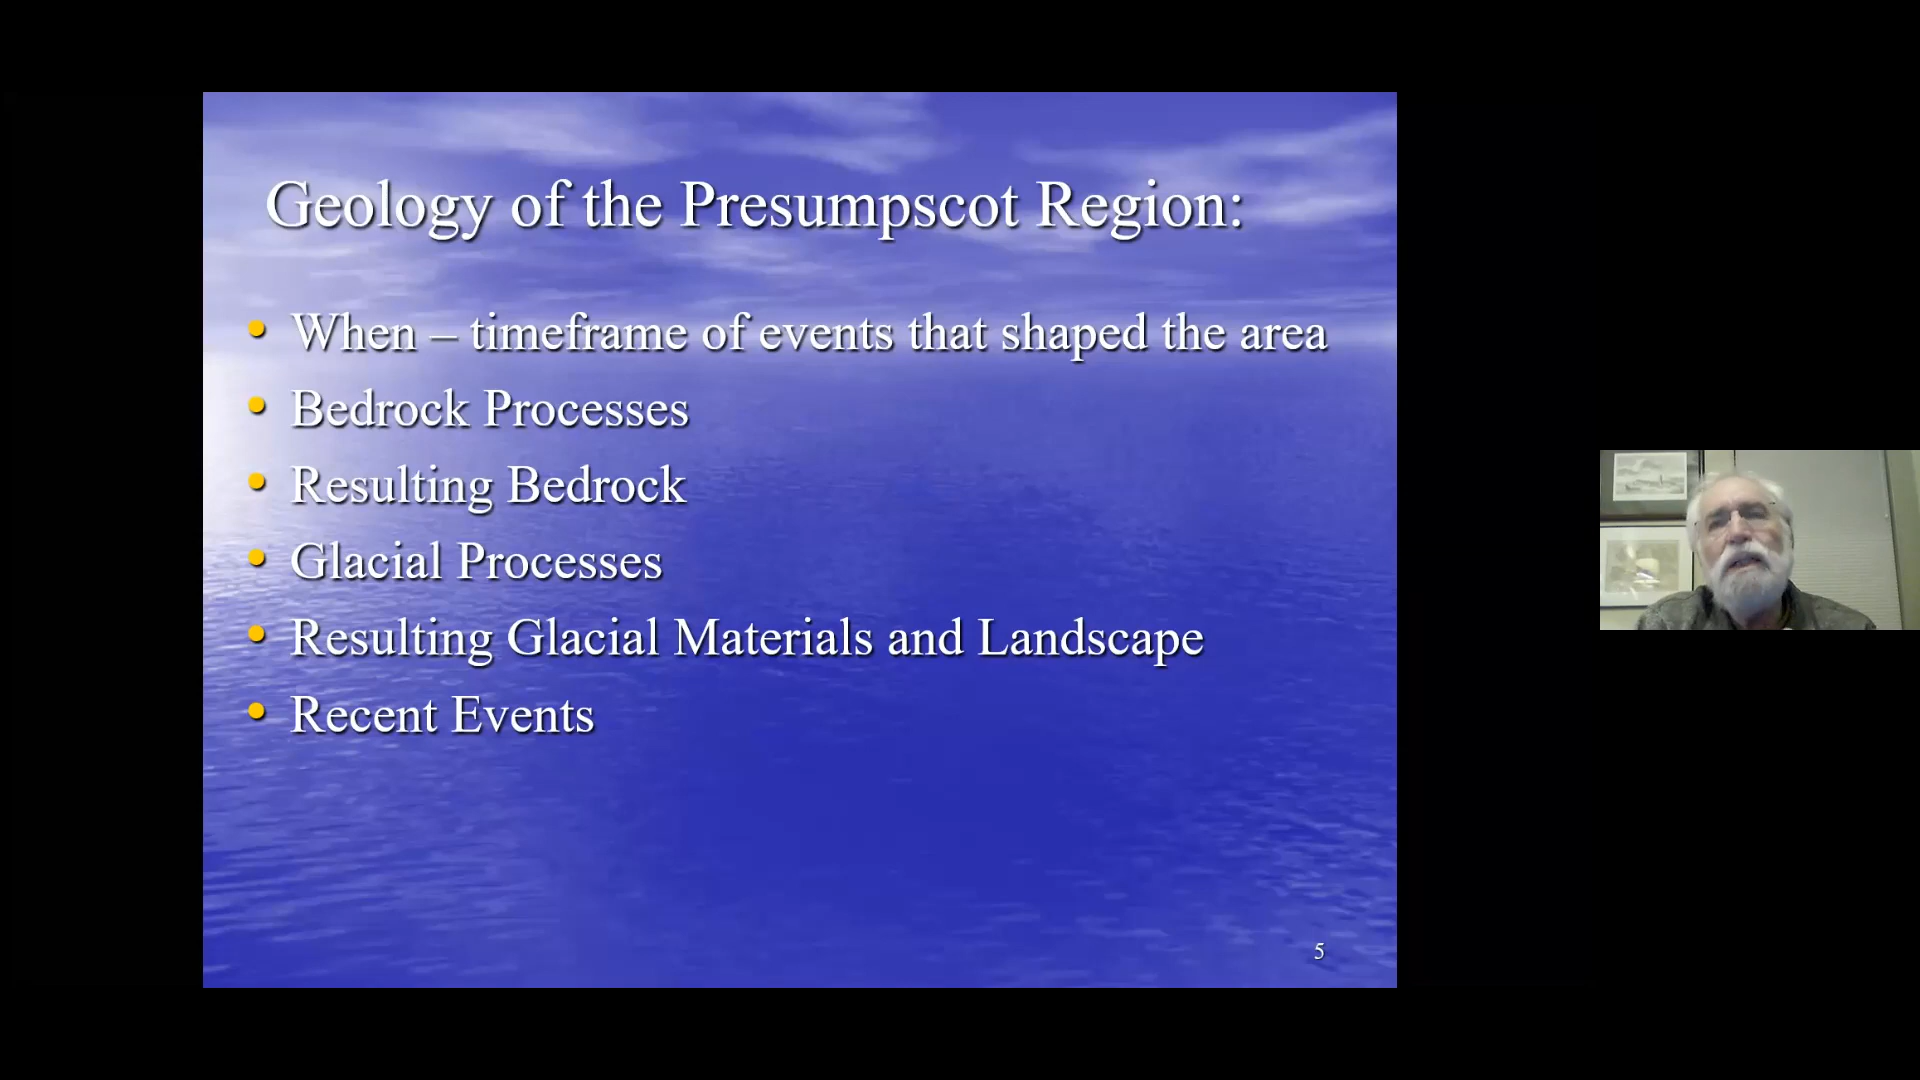 Geology of the Presumpscot Region:
• When – timeframe of events that shaped the area
• Bedrock Processes
• Resulting Bedrock
• Glacial Processes
• Resulting Glacial Materials and Landscape
• Recent Events
5